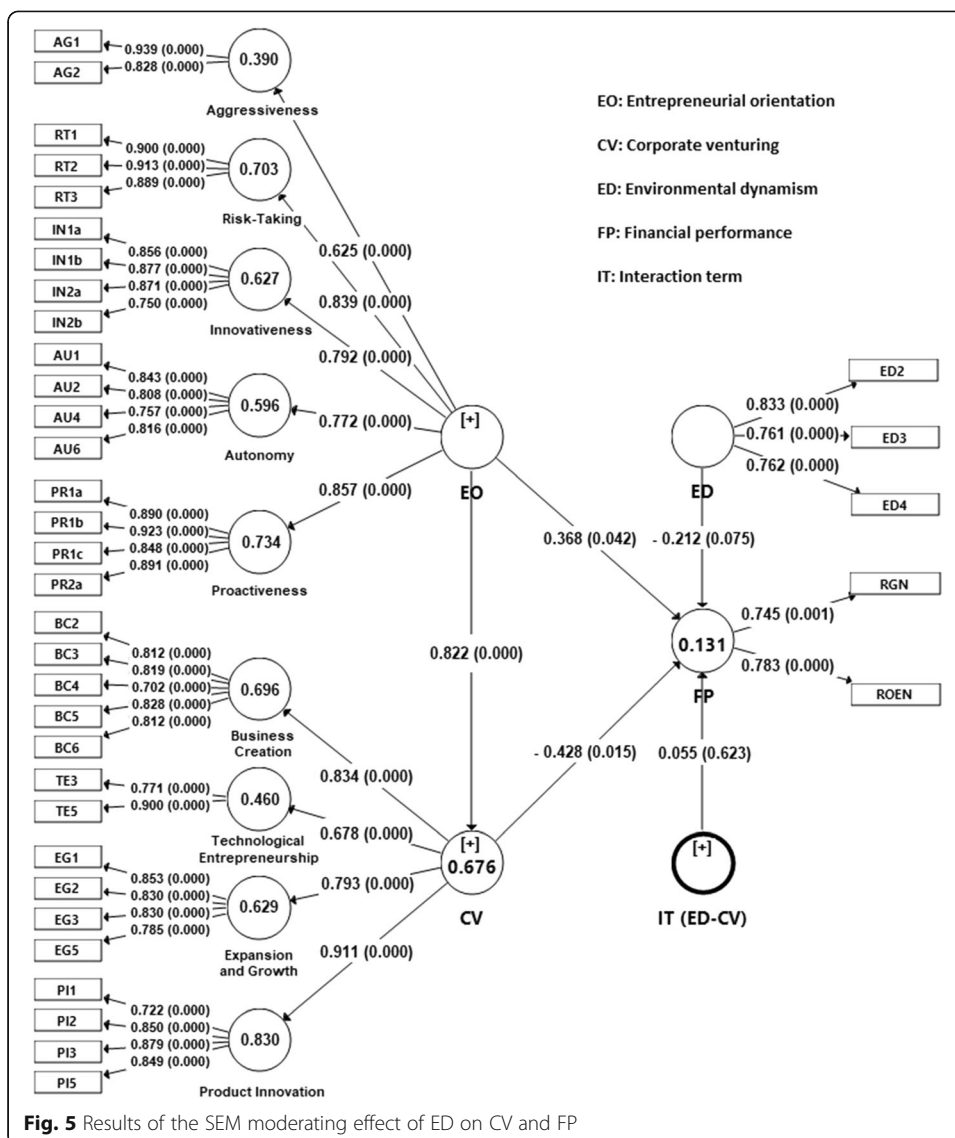 AG1
AG2
0.939 (0.000)
0.828 (0.000)
0.390
Aggressiveness
RT1
RT2
RT3
0.900 (0.000)
0.913 (0.000)
0.889 (0.000)
0.703
Risk-Taking
IN1a
IN1b
IN2a
IN2b
0.856 (0.000)
0.877 (0.000)
0.871 (0.000)
0.750 (0.000)
0.627
Innovativeness
AU1
AU2
AU4
AU6
0.843 (0.000)
0.808 (0.000)
0.757 (0.000)
0.816 (0.000)
0.596
Autonomy
PR1a
PR1b
PR1c
PR2a
0.890 (0.000)
0.923 (0.000)
0.848 (0.000)
0.891 (0.000)
0.734
Proactiveness
BC2
BC3
BC4
BC5
BC6
0.812 (0.000)
0.819 (0.000)
0.702 (0.000)
0.828 (0.000)
0.812 (0.000)
0.696
Business
Creation
TE3
TE5
0.771 (0.000)
0.900 (0.000)
0.460
Technological
Entrepreneurship
EG1
EG2
EG3
EG5
0.853 (0.000)
0.830 (0.000)
0.830 (0.000)
0.785 (0.000)
0.629
Expansion
and Growth
PI1
PI2
PI3
PI5
0.722 (0.000)
0.850 (0.000)
0.879 (0.000)
0.849 (0.000)
0.830
Product Innovation
0.625 (0.000)
0.839 (0.000)
0.792 (0.000)
0.772 (0.000)
0.857 (0.000)
[+]
EO
0.822 (0.000)
0.368 (0.042)
0.834 (0.000)
0.678 (0.000)
0.793 (0.000)
0.911 (0.000)
[+]
0.676
CV
- 0.428 (0.015)
EO: Entrepreneurial orientation
CV: Corporate venturing
ED: Environmental dynamism
FP: Financial performance
IT: Interaction term
ED
0.833 (0.000)
0.761 (0.000)
0.762 (0.000)
ED2
ED3
ED4
- 0.212 (0.075)
0.131
FP
0.745 (0.001)
0.783 (0.000)
RGN
ROEN
0.055 (0.623)
[+]
IT (ED-CV)
Fig. 5 Results of the SEM moderating effect of ED on CV and FP